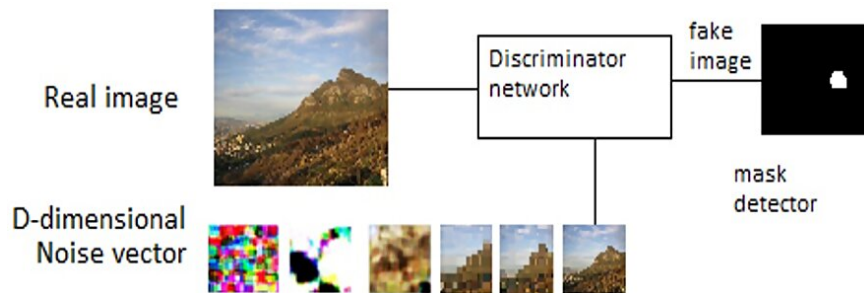 Real image
Discriminator
network
fake
image
mask
detector
D-dimensional
Noise vector